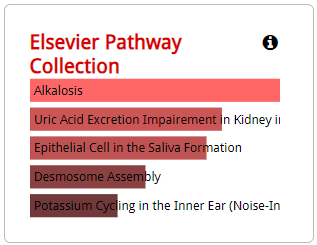 Elsevier Pathway
Collection
Alkalosis
Uric Acid Excretion Impairement in Kidney in
Epithelial Cell in the Saliva Formation
Desmosome Assembly
Potassium Cycling in the Inner Ear (Noise-In